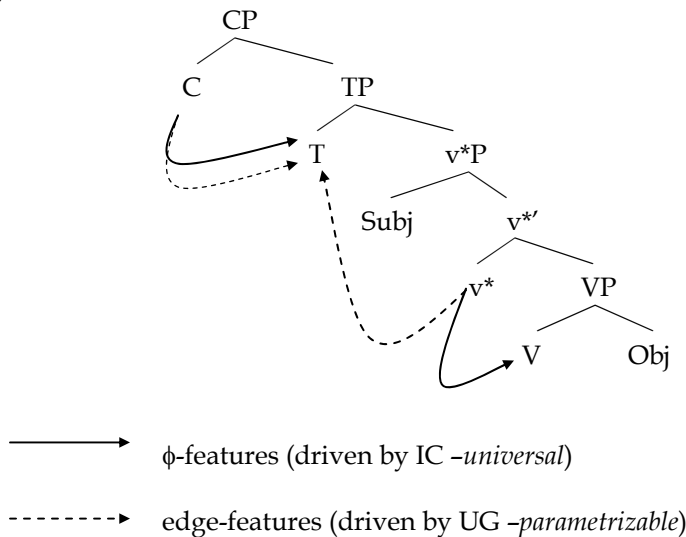 CP
C TP
T v*P
Subj v*’
v* VP
V Obj
ϕ-features (driven by IC –universal)
edge-features (driven by UG –parametrizable)